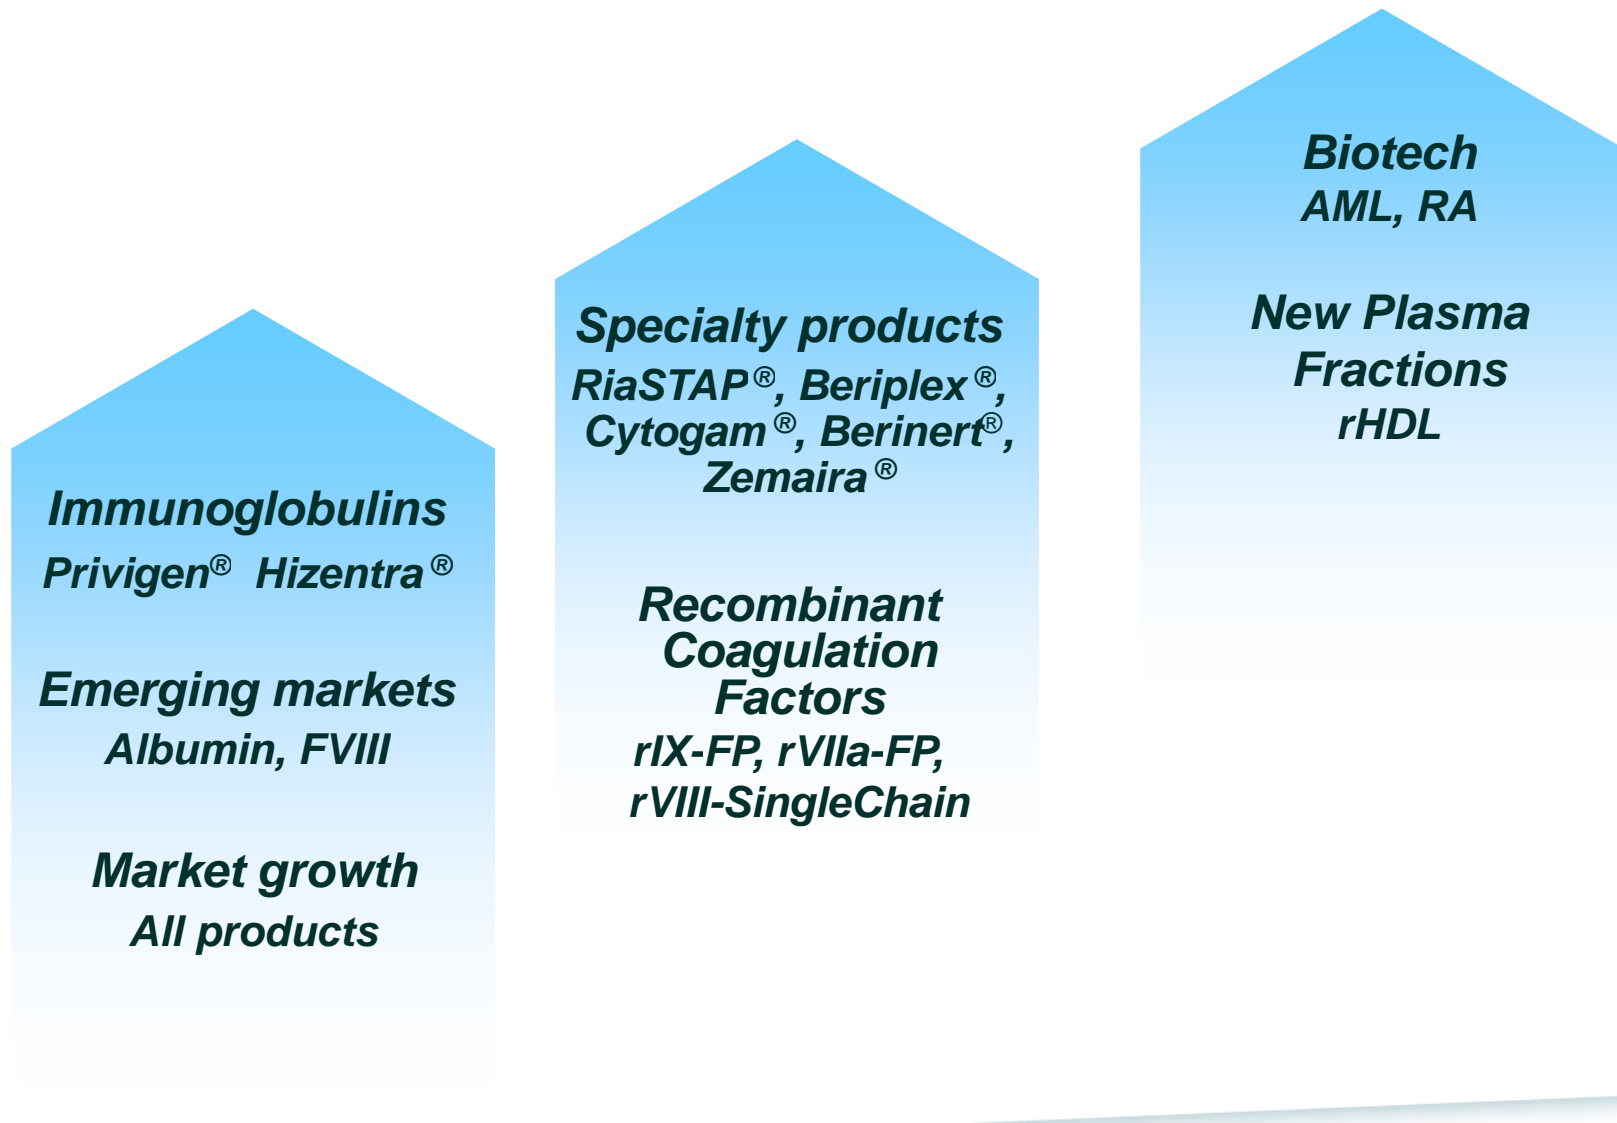 Immunoglobulins
Privigen® Hizentra®
Emerging markets
Albumin, FVIII
Market growth
All products
Specialty products
RiaSTAP®, Beriplex®,
Cytogam®, Berinert®,
Zemaira®
Recombinant
Coagulation
Factors
rIX-FP, rVIIa-FP,
rVIII-SingleChain
Biotech
AML, RA
New Plasma
Fractions
rHDL